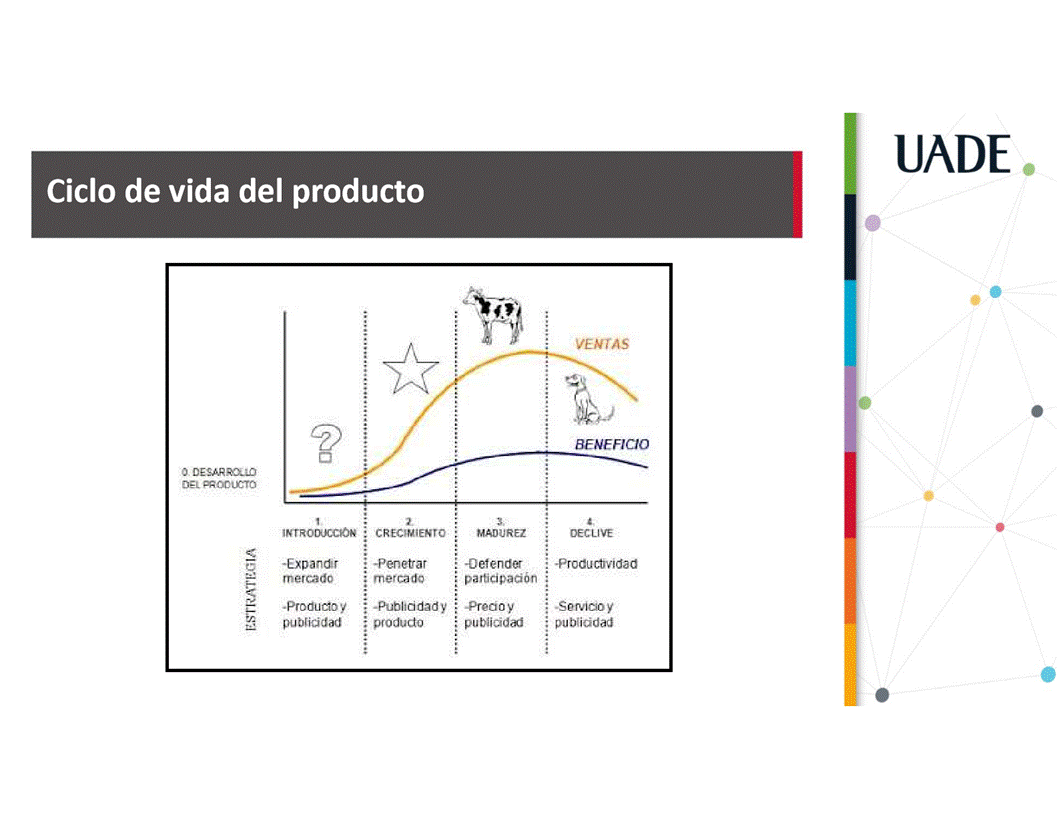 UADE
Ciclo de vida del producto
VENTAS
?
BENEFICIO
0. DESARROLLO
DEL PRODUCTO
1.
INTRODUCCIÓN
2.
CRECIMIENTO
3.
MADUREZ
4.
DECLIVE
ESTRATEGIA
-Expandir
mercado
-Producto y
publicidad
-Penetrar
mercado
-Publicidad y
producto
-Defender
participación
-Precio y
publicidad
-Productividad
-Servicio y
publicidad